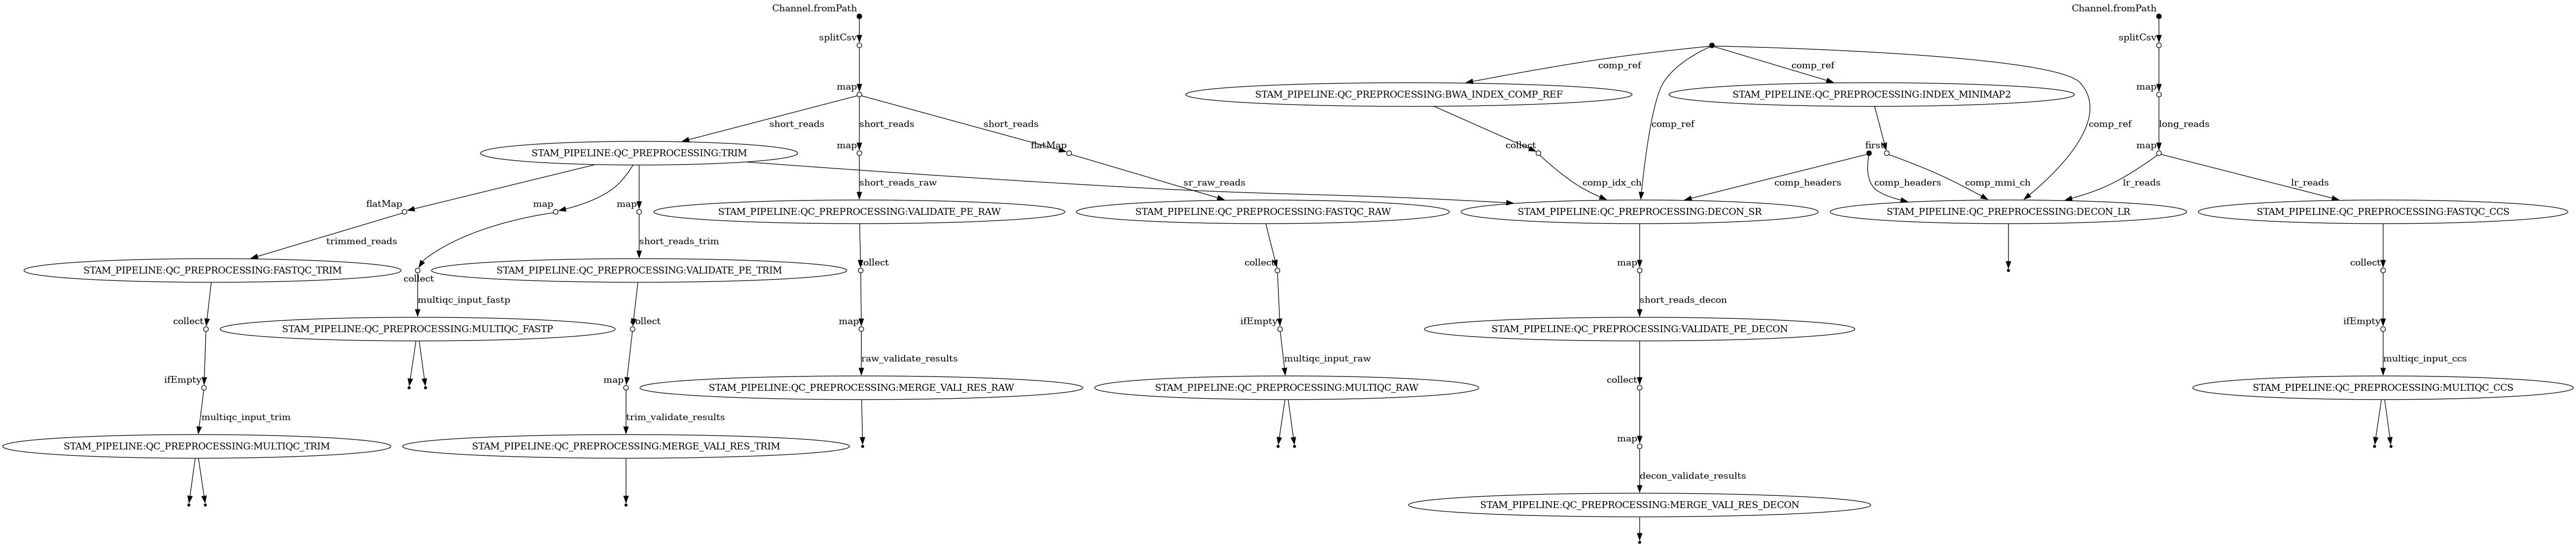 Channel.fromPath
Channel.fromPath
splitCsv
splitCsv
comp_ref
comp_ref
map
STAM_PIPELINE:QC_PREPROCESSING:BWA_INDEX_COMP_REF
STAM_PIPELINE:QC_PREPROCESSING:INDEX_MINIMAP2
map
short_reads
short_reads
short_reads
comp_ref
comp_ref
long_reads
STAM_PIPELINE:QC_PREPROCESSING:TRIM
map
flatMap
collect
first
map
short_reads_raw
sr_raw_reads
comp_idx_ch
comp_headers
comp_headers
comp_mmi_ch
lr_reads
lr_reads
flatMap
map
map
STAM_PIPELINE:QC_PREPROCESSING:VALIDATE_PE_RAW
STAM_PIPELINE:QC_PREPROCESSING:FASTQC_RAW
STAM_PIPELINE:QC_PREPROCESSING:DECON_SR
STAM_PIPELINE:QC_PREPROCESSING:DECON_LR
STAM_PIPELINE:QC_PREPROCESSING:FASTQC_CCS
trimmed_reads
short_reads_trim
STAM_PIPELINE:QC_PREPROCESSING:FASTQC_TRIM
collect
STAM_PIPELINE:QC_PREPROCESSING:VALIDATE_PE_TRIM
collect
collect
map
collect
multiqc_input_fastp
short_reads_decon
collect
STAM_PIPELINE:QC_PREPROCESSING:MULTIQC_FASTP
collect
map
ifEmpty
STAM_PIPELINE:QC_PREPROCESSING:VALIDATE_PE_DECON
ifEmpty
raw_validate_results
multiqc_input_raw
multiqc_input_ccs
ifEmpty
map
STAM_PIPELINE:QC_PREPROCESSING:MERGE_VALI_RES_RAW
STAM_PIPELINE:QC_PREPROCESSING:MULTIQC_RAW
collect
STAM_PIPELINE:QC_PREPROCESSING:MULTIQC_CCS
multiqc_input_trim
trim_validate_results
STAM_PIPELINE:QC_PREPROCESSING:MULTIQC_TRIM
STAM_PIPELINE:QC_PREPROCESSING:MERGE_VALI_RES_TRIM
map
decon_validate_results
STAM_PIPELINE:QC_PREPROCESSING:MERGE_VALI_RES_DECON